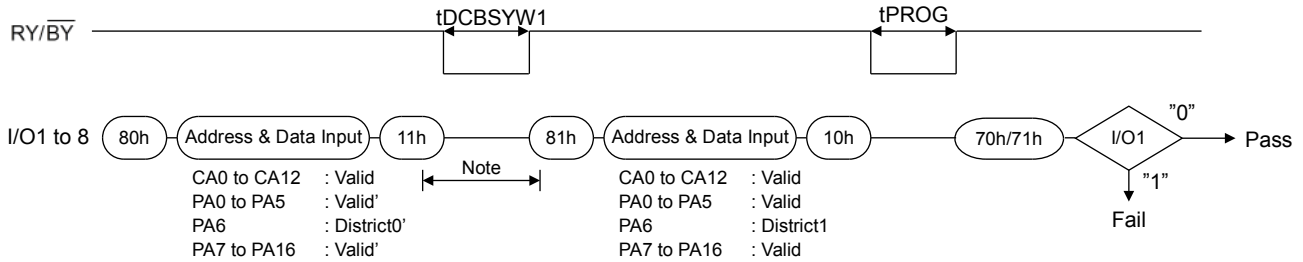 tDCBSYW1
tPROG
RY/BY
I/O1 to 8 80h Address & Data Input 11h 81h Address & Data Input 10h 70h/71h I/O1 ”0” Pass
Note
”1”
Fail
CA0 to CA12 : Valid
PA0 to PA5 : Valid’
PA6 : District0’
PA7 to PA16 : Valid’
CA0 to CA12 : Valid
PA0 to PA5 : Valid
PA6 : District1
PA7 to PA16 : Valid